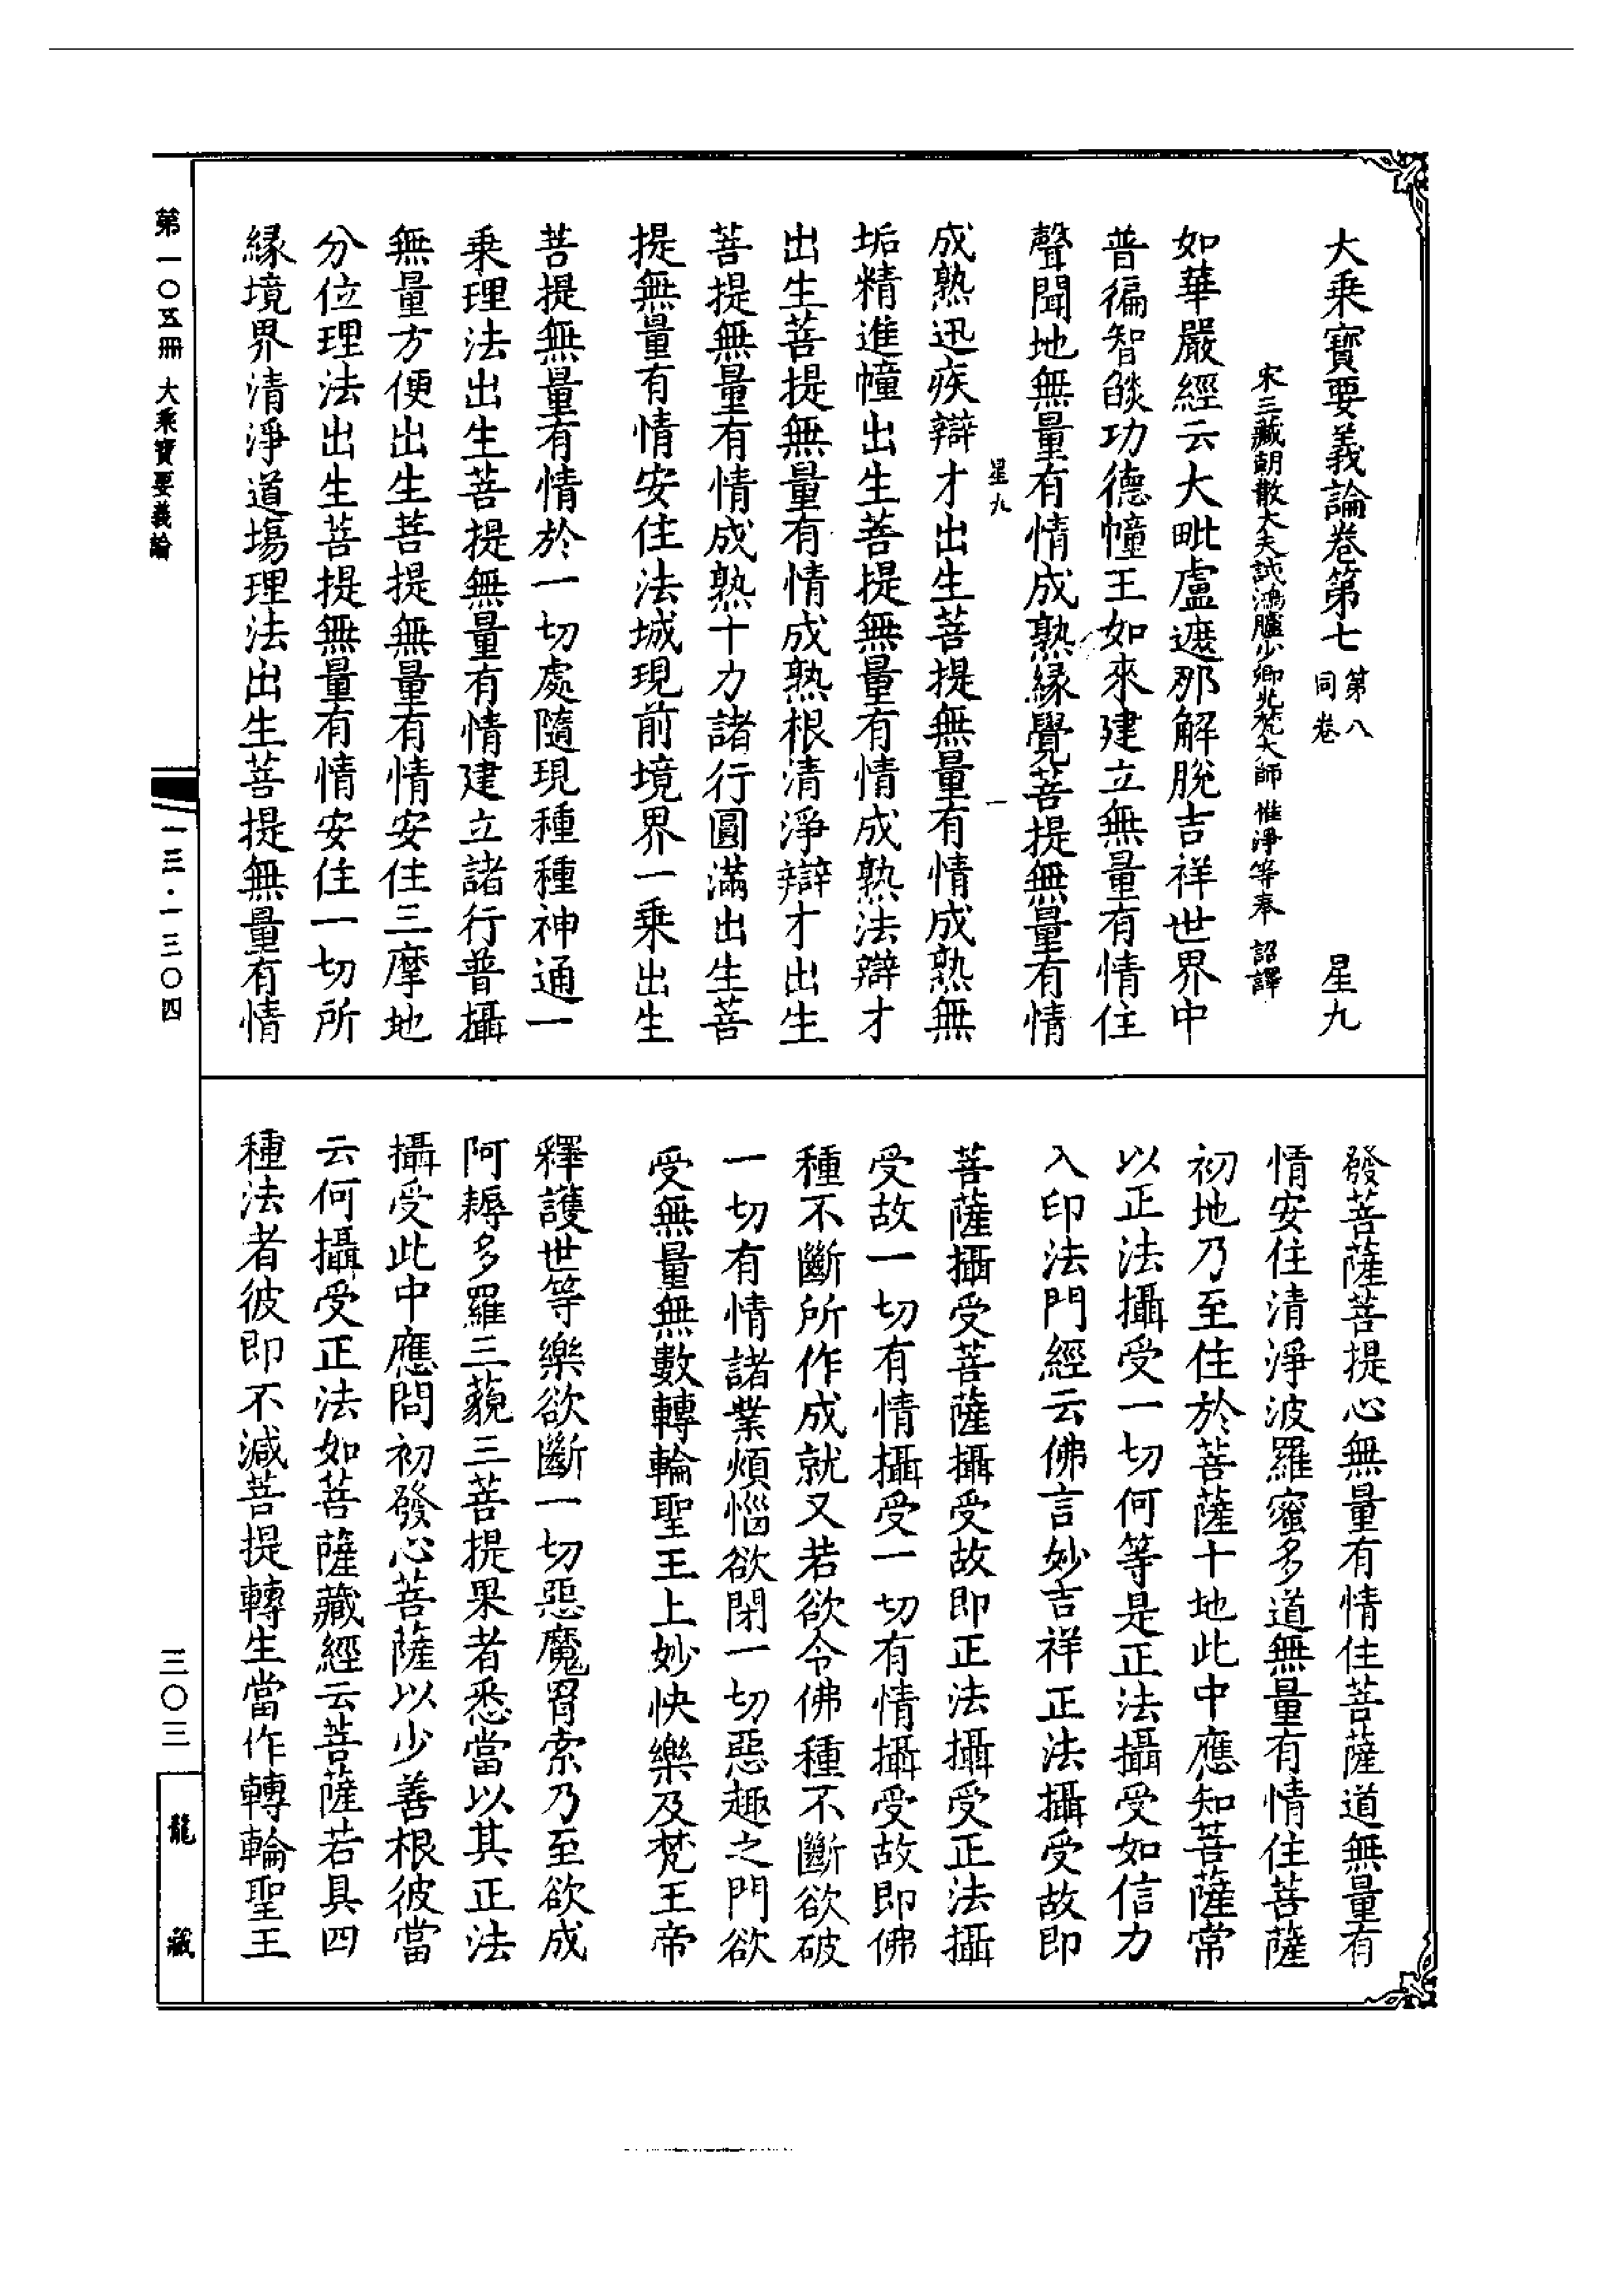 大乘寶要義論卷第七 第八同卷 星九
宋三藏朝散大夫試鴻臚少卿光梵大師惟淨等奉 詔譯
如華嚴經云大毗盧遮那解脫吉祥世界中
普徧智燄功德幢王如來建立無量有情住
聲聞地無量有情成熟緣覺菩提無量有情
星九 一
成熟迅疾辯才出生菩提無量有情成熟無
垢精進幢出生菩提無量有情成熟法辯才
出生菩提無量有情成熟根清淨辯才出生
菩提無量有情成熟十力諸行圓滿出生菩
提無量有情安住法城現前境界一乘出生
菩提無量有情於一切處隨現種種神通一
乘理法出生菩提無量有情建立諸行普攝
無量方便出生菩提無量有情安住三摩地
分位理法出生菩提無量有情安住一切所
緣境界清淨道場理法出生菩提無量有情
發菩薩菩提心無量有情住菩薩道無量有
情安住清淨波羅蜜多道無量有情住菩薩
初地乃至住於菩薩十地此中應知菩薩常
以正法攝受一切何等是正法攝受如信力
入印法門經云佛言妙吉祥正法攝受故即
菩薩攝受菩薩攝受故即正法攝受正法攝
受故一切有情攝受一切有情攝受故即佛
種不斷所作成就又若欲令佛種不斷欲破
一切有情諸業煩惱欲閉一切惡趣之門欲
受無量無數轉輪聖王上妙快樂及梵王帝
釋護世等樂欲斷一切惡魔罥索乃至欲成
阿耨多羅三藐三菩提果者悉當以其正法
攝受此中應問初發心菩薩以少善根彼當
云何攝受正法如菩薩藏經云菩薩若具四
種法者彼即不減菩提轉生當作轉輪聖王
第一〇五冊 大乘寶要義論
一三·一三〇四
三〇三
龍藏